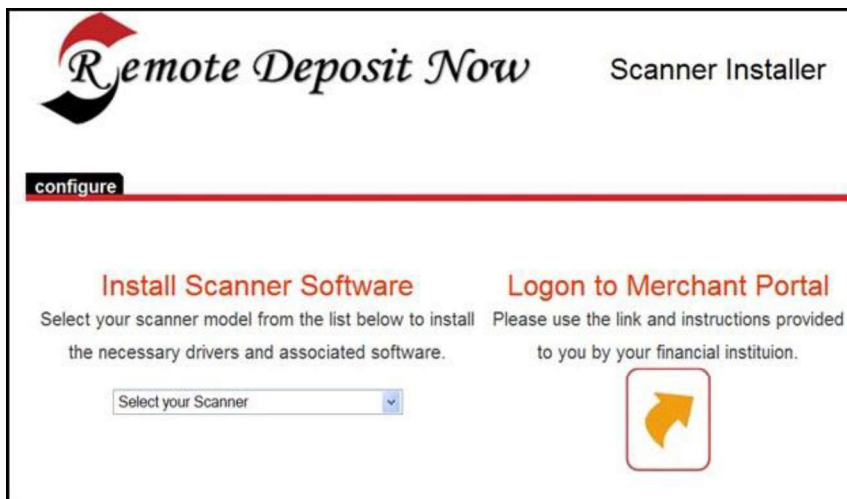 Remote Deposit Now
Scanner Installer
configure
Install Scanner Software
Select your scanner model from the list below to install
the necessary drivers and associated software.
Select your Scanner
Logon to Merchant Portal
Please use the link and instructions provided
to you by your financial instituion.